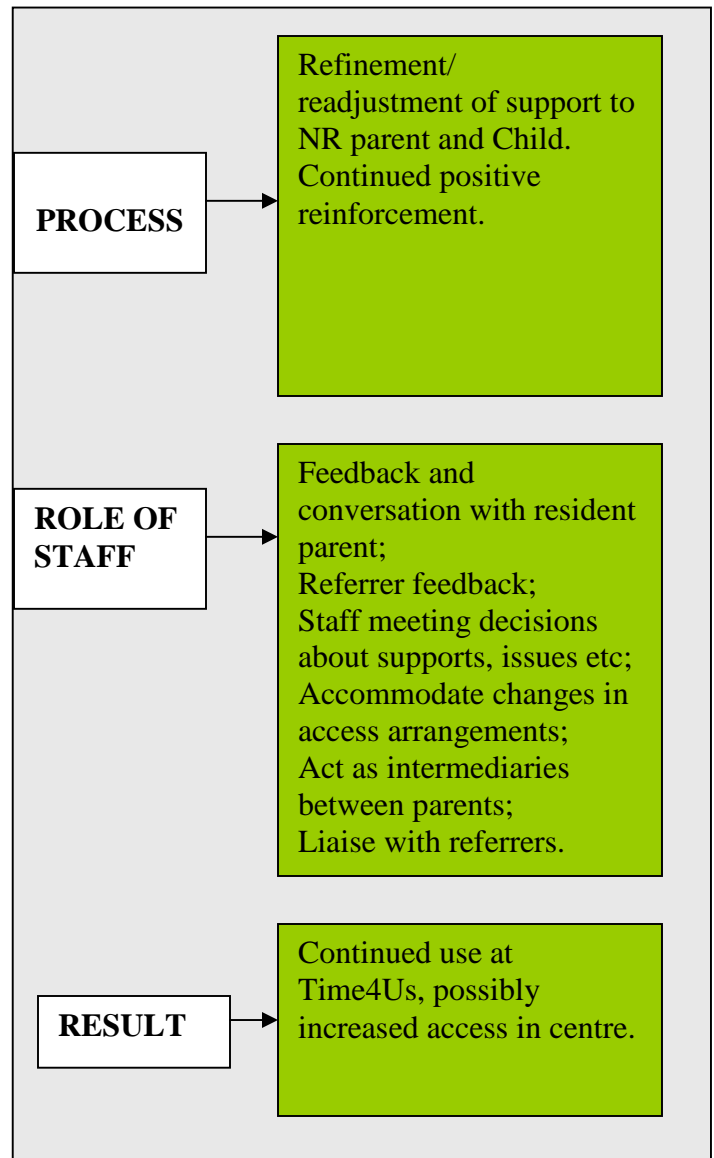 PROCESS
Refinement/
readjustment of support to
NR parent and Child.
Continued positive
reinforcement.
ROLE OF
STAFF
Feedback and
conversation with resident
parent;
Referrer feedback;
Staff meeting decisions
about supports, issues etc;
Accommodate changes in
access arrangements;
Act as intermediaries
between parents;
Liaise with referrers.
RESULT
Continued use at
Time4Us, possibly
increased access in centre.